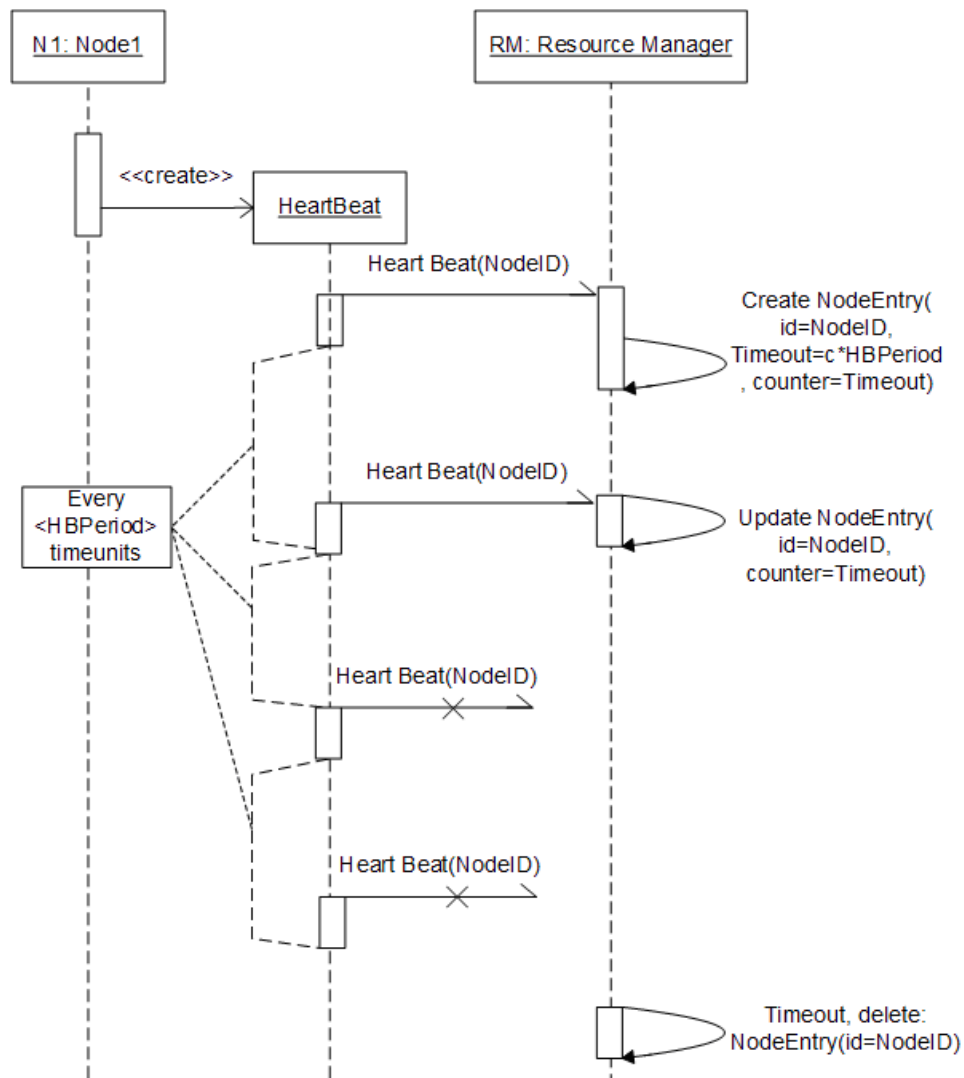 N1: Node1
RM: Resource Manager
<<create>>
HeartBeat
Heart Beat(NodeID)
Create NodeEntry(
id=NodeID,
Timeout=c*HBPeriod
, counter=Timeout)
Heart Beat(NodeID)
Every
<HBPeriod>
timeunits
Update NodeEntry(
id=NodeID,
counter=Timeout)
Heart Beat(NodeID)
Heart Beat(NodeID)
Timeout, delete:
NodeEntry(id=NodeID)